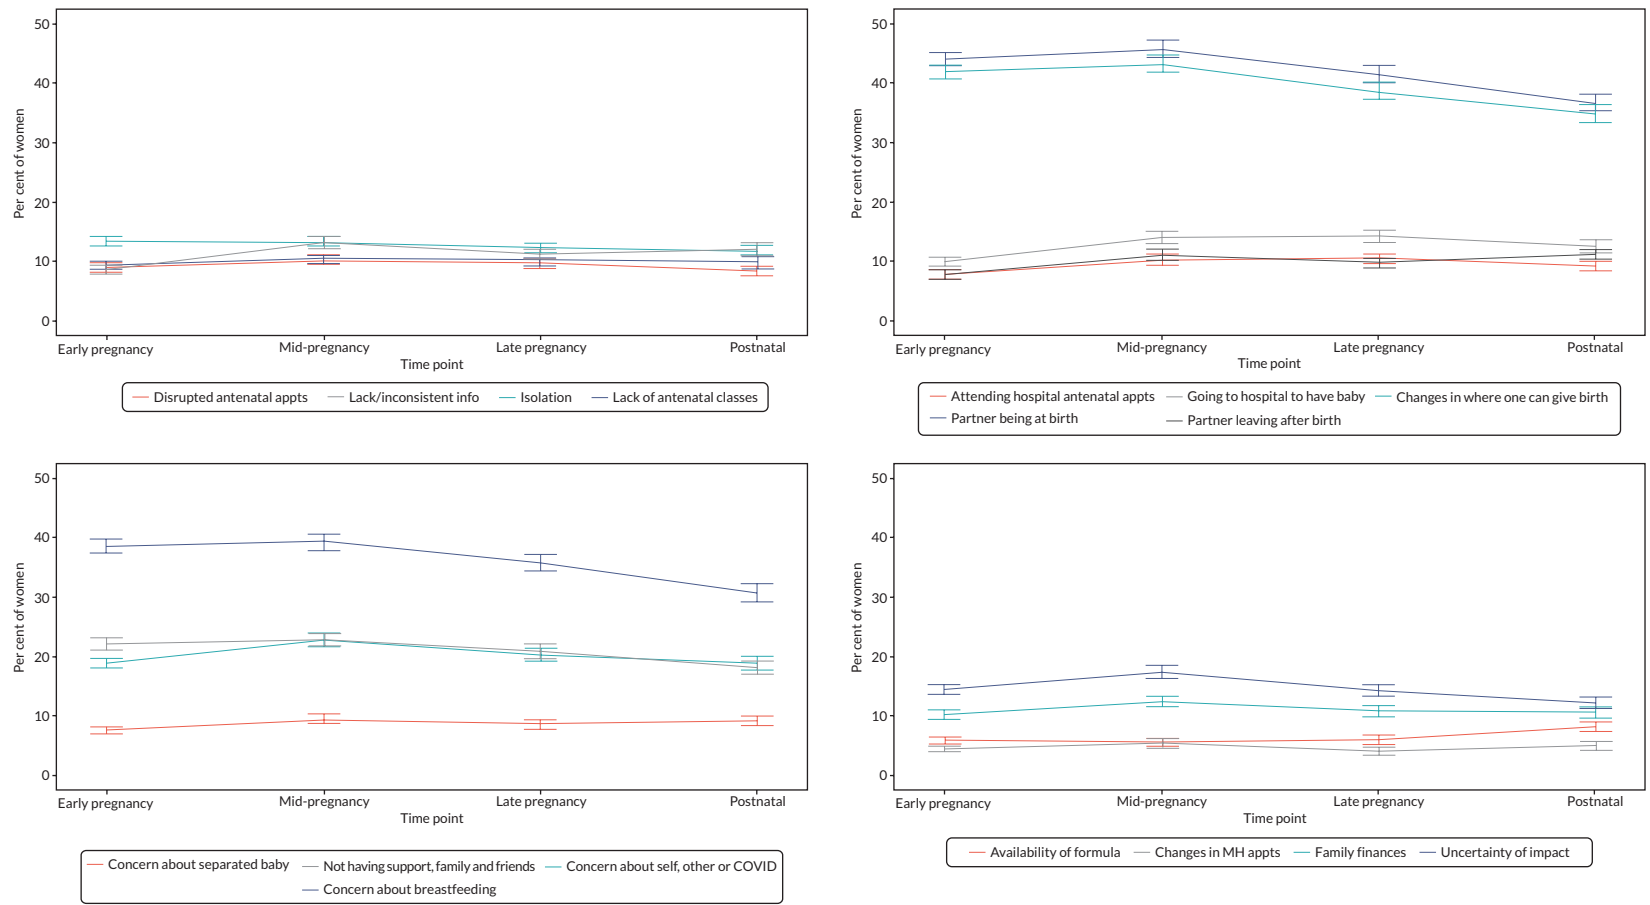 50
40
30
20
10
0
Per cent of women
Early pregnancy Mid-pregnancy Late pregnancy Postnatal
Time point
Disrupted antenatal appts Lack/inconsistent info Isolation Lack of antenatal classes
50
40
30
20
10
0
Per cent of women
Early pregnancy Mid-pregnancy Late pregnancy Postnatal
Time point
Attending hospital antenatal appts Going to hospital to have baby Changes in where one can give birth
Partner being at birth Partner leaving after birth
50
40
30
20
10
0
Per cent of women
Early pregnancy Mid-pregnancy Late pregnancy Postnatal
Time point
Concern about separated baby Not having support, family and friends Concern about self, other or COVID
Concern about breastfeeding
50
40
30
20
10
0
Per cent of women
Early pregnancy Mid-pregnancy Late pregnancy Postnatal
Time point
Availability of formula Changes in MH appts Family finances Uncertainty of impact